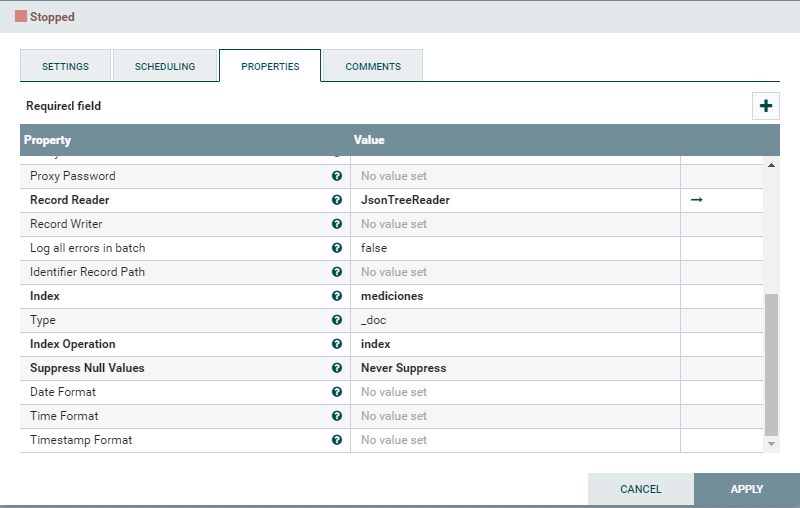 Stopped
SETTINGS SCHEDULING PROPERTIES COMMENTS
Required field
Property Value
Proxy Password No value set
Record Reader JsonTreeReader
Record Writer No value set
Log all errors in batch false
Identifier Record Path No value set
Index mediciones
Type _doc
Index Operation index
Suppress Null Values Never Suppress
Date Format No value set
Time Format No value set
Timestamp Format No value set
CANCEL APPLY